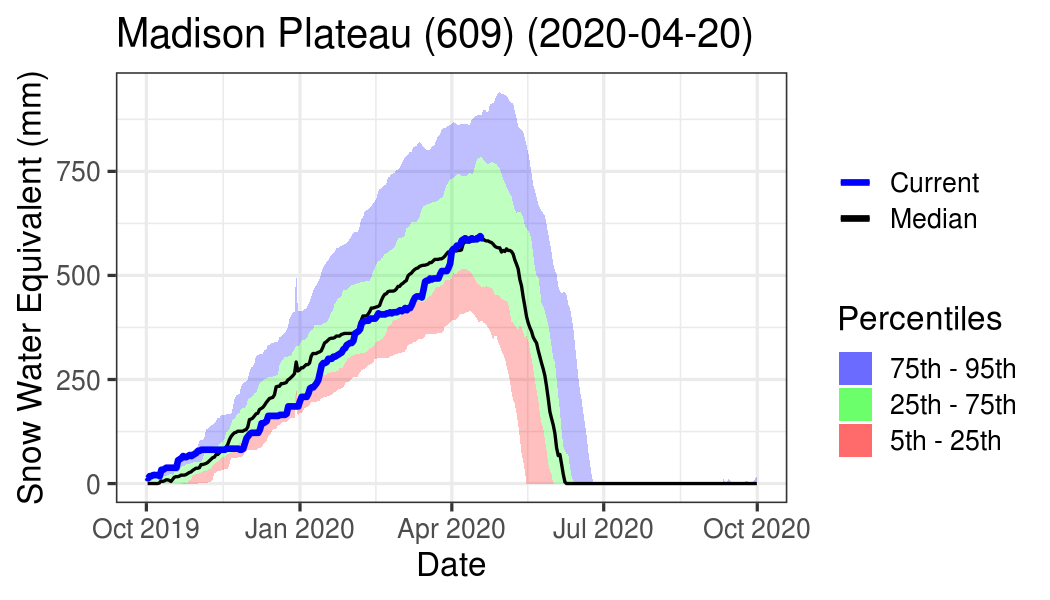 Madison Plateau (609) (2020-04-20)
Snow Water Equivalent (mm)
750
500
250
0
Oct 2019
Jan 2020
Apr 2020
Jul 2020
Oct 2020
Date
Current
Median
Percentiles
75th - 95th
25th - 75th
5th - 25th